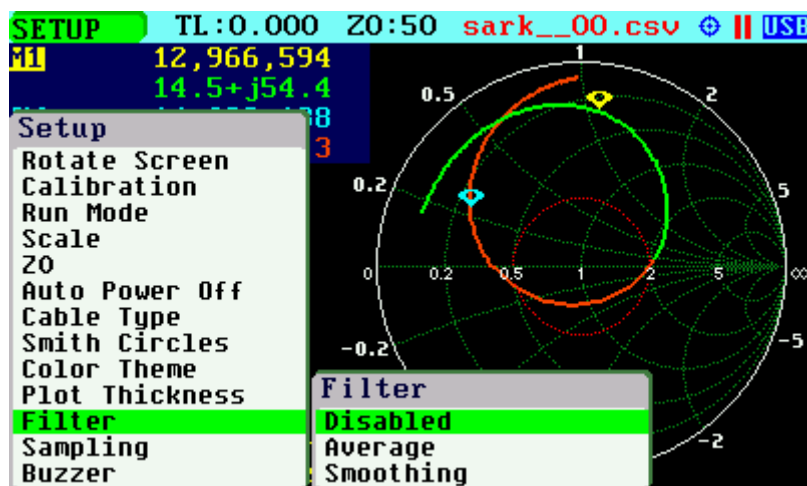 SETUP TL:0.000 Z0:50 sark__00.csv USB
M1 12,966,594
14.5+j54.4
8
3
Setup
Rotate Screen
Calibration
Run Mode
Scale
Z0
Auto Power Off
Cable Type
Smith Circles
Color Theme
Plot Thickness
Filter
Sampling
Buzzer
Filter
Disabled
Average
Smoothing
1
0.5
2
0.2
5
0
0.2
0.5
1
2
5
∞
-0.2
-5
-2